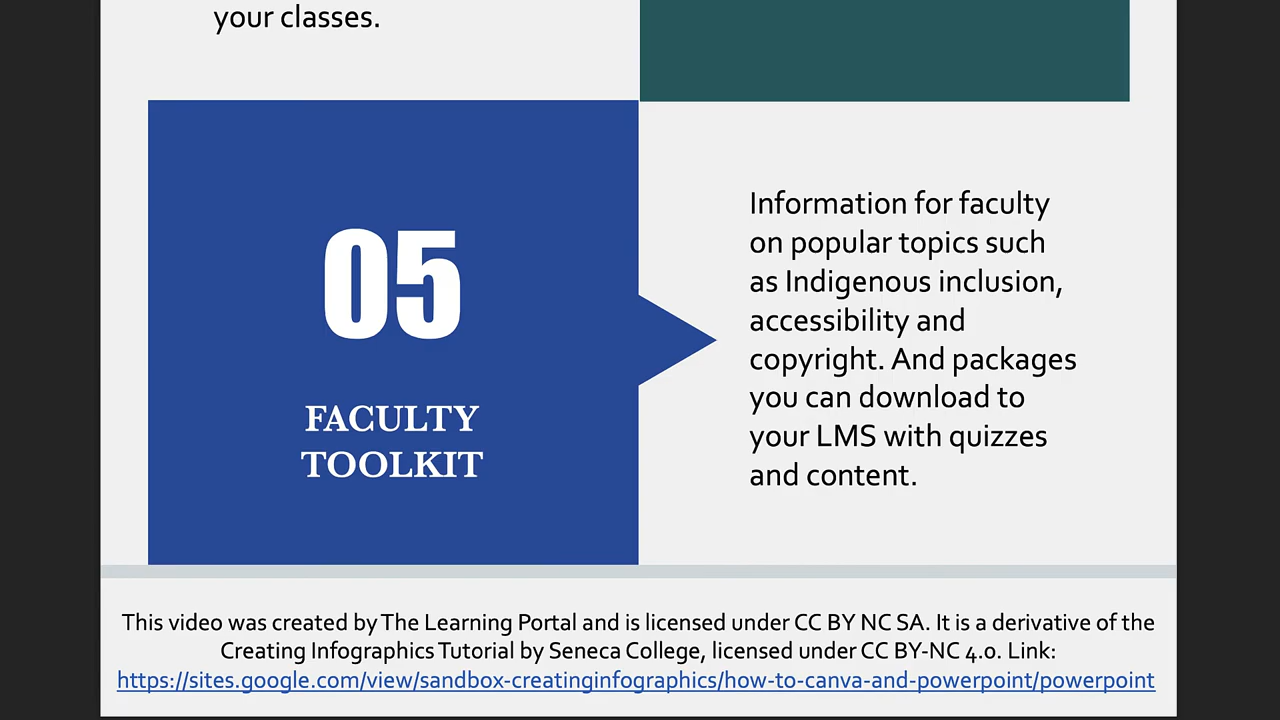 your classes.
05
FACULTY
TOOLKIT
Information for faculty
on popular topics such
as Indigenous inclusion,
accessibility and
copyright. And packages
you can download to
your LMS with quizzes
and content.
This video was created by The Learning Portal and is licensed under CC BY NC SA. It is a derivative of the
Creating Infographics Tutorial by Seneca College, licensed under CC BY-NC 4.0. Link:
https://sites.google.com/view/sandbox-creatinginfographics/how-to-canva-and-powerpoint/powerpoint